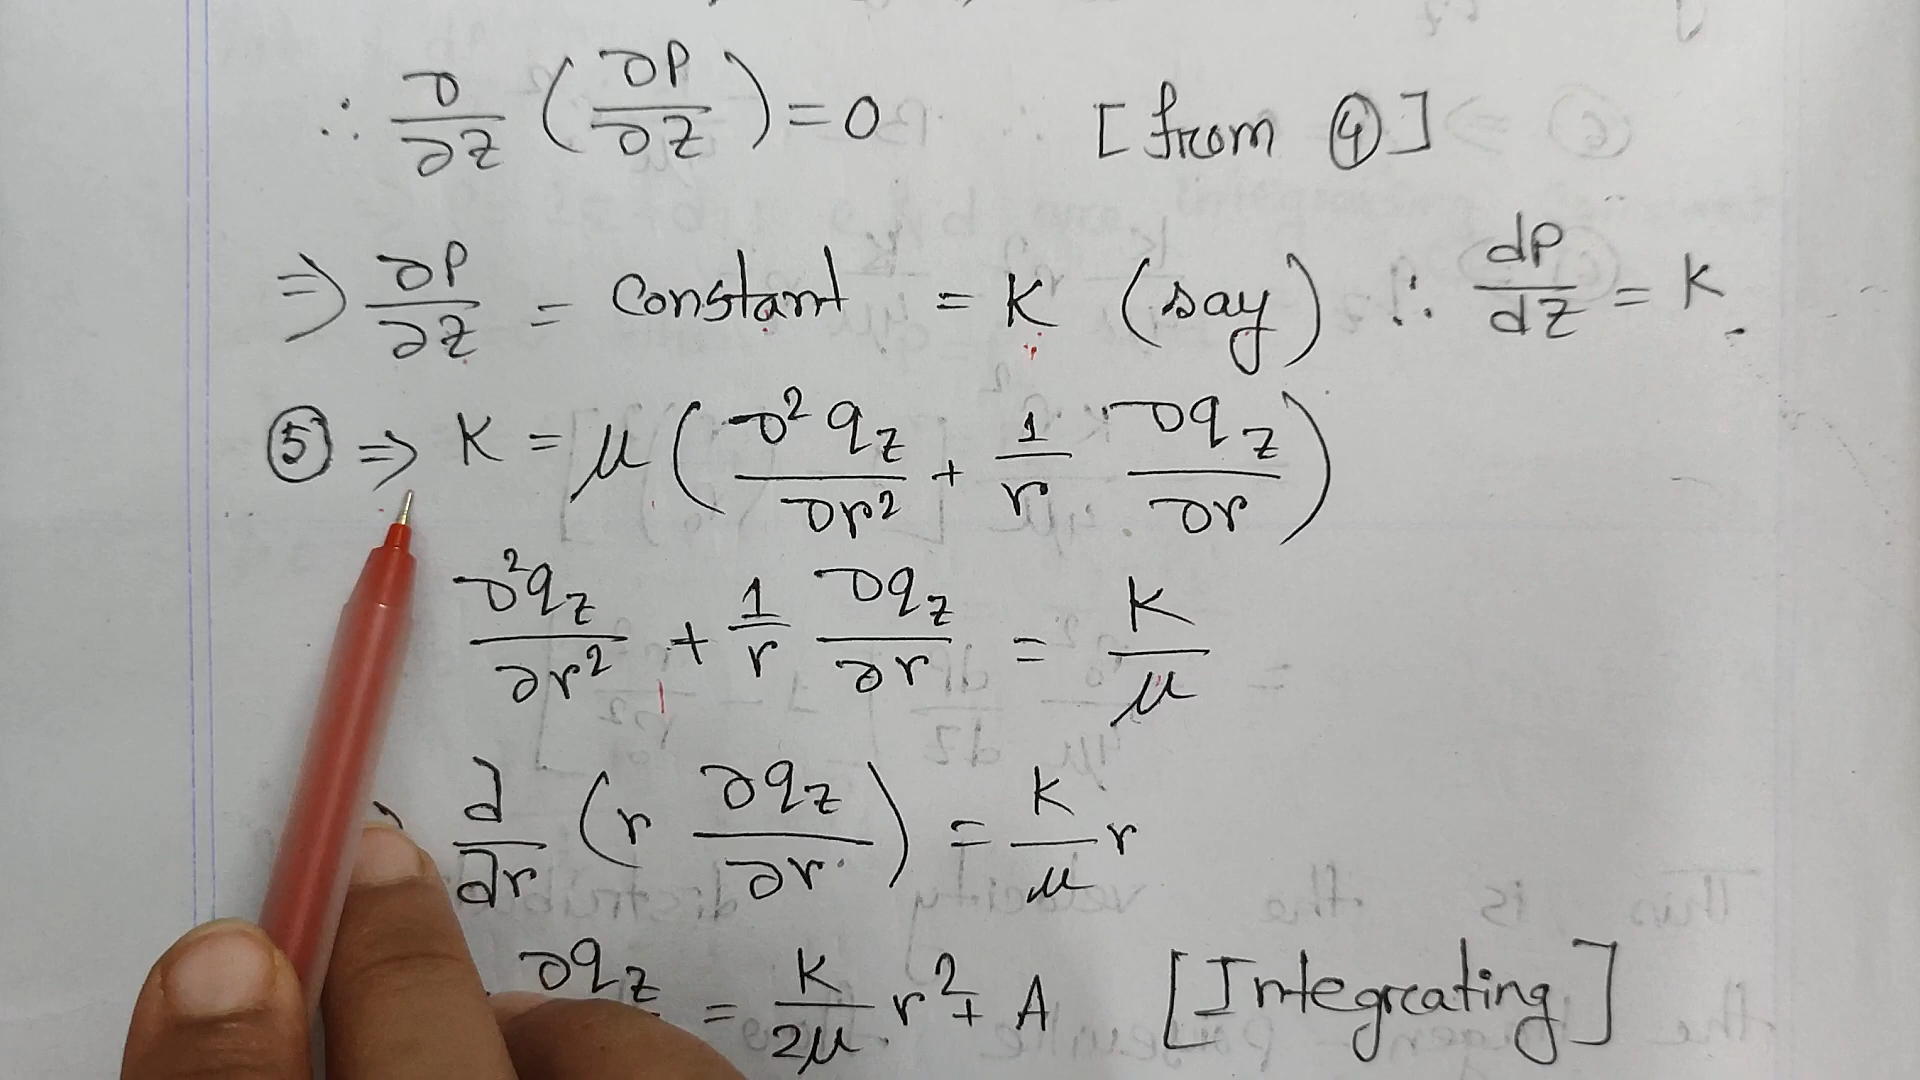 ∴ ∂/∂z (∂P/∂z) = 0 [from ④]
⇒ ∂P/∂z = constant = K (say) ∴ dP/dz = K.
⑤ ⇒ K = μ (∂²q_z/∂r² + 1/r ∂q_z/∂r)
∂²q_z/∂r² + 1/r ∂q_z/∂r = K/μ
∂/∂r (r ∂q_z/∂r) = K/μ r
∂q_z = K/2μ r² + A [Integrating]